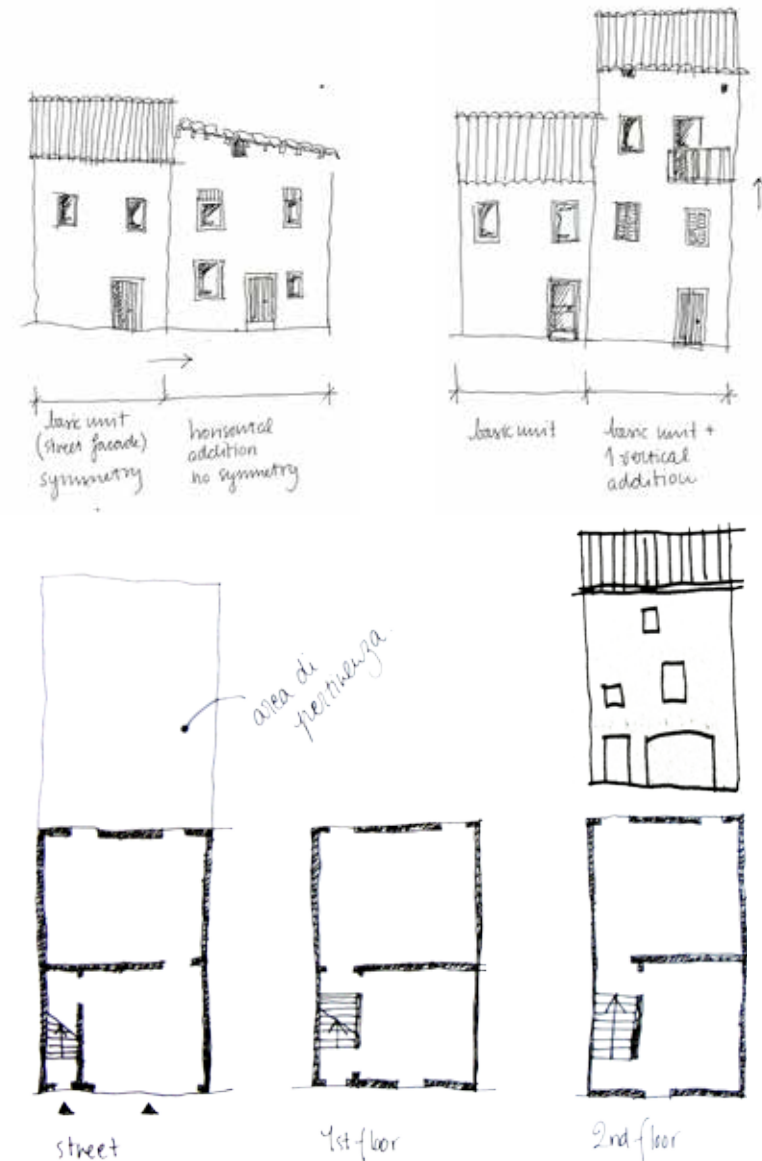 basic unit
(street facade)
symmetry
horisontal
addition
no symmetry
basic unit
basic unit +
1 vertical
addition
area di
pertinenza
street
1st floor
2nd floor